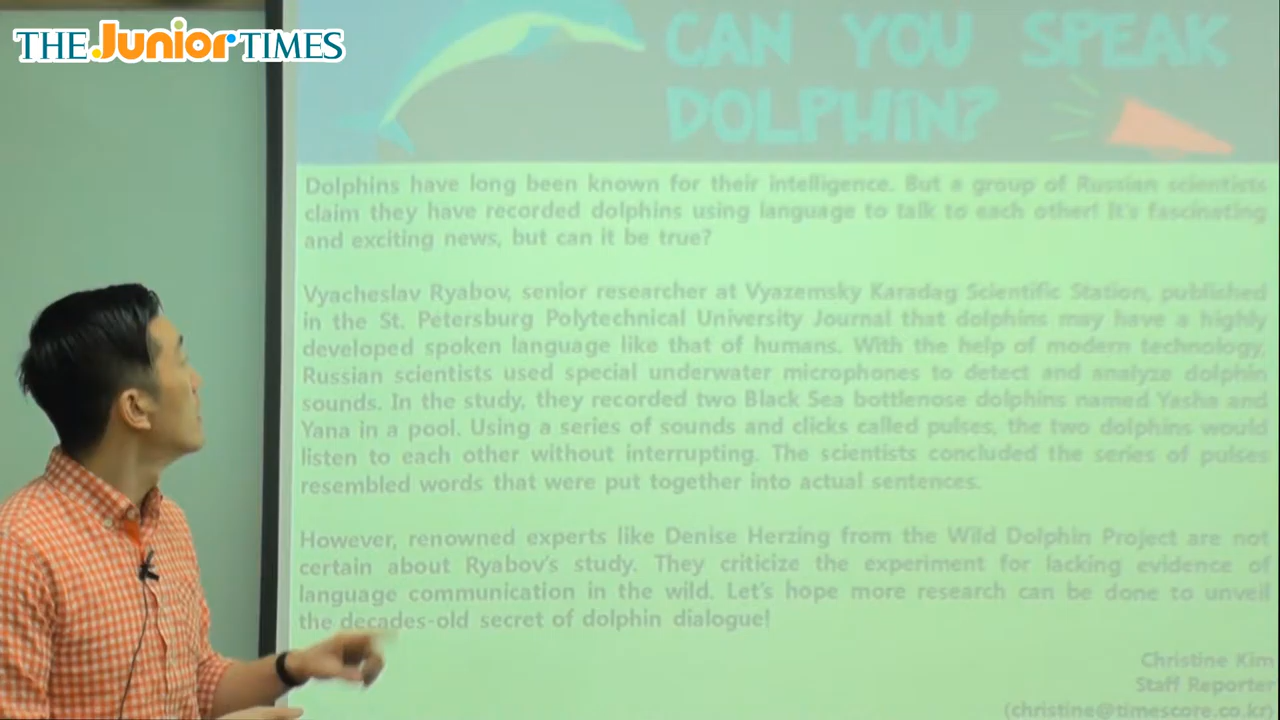 THE Junior TIMES
CAN YOU SPEAK
DOLPHIN?
Dolphins have long been known for their intelligence. But a group of Russian scientists
claim they have recorded dolphins using language to talk to each other! It's fascinating
and exciting news, but can it be true?
Vyacheslav Ryabov, senior researcher at Vyazemsky Karadag Scientific Station, published
in the St. Petersburg Polytechnical University Journal that dolphins may have a highly
developed spoken language like that of humans. With the help of modern technology,
Russian scientists used special underwater microphones to detect and analyze dolphin
sounds. In the study, they recorded two Black Sea bottlenose dolphins named Yasha and
Yana in a pool. Using a series of sounds and clicks called pulses, the two dolphins would
listen to each other without interrupting. The scientists concluded the series of pulses
resembled words that were put together into actual sentences.
However, renowned experts like Denise Herzing from the Wild Dolphin Project are not
certain about Ryabov's study. They criticize the experiment for lacking evidence of
language communication in the wild. Let's hope more research can be done to unveil
the decades-old secret of dolphin dialogue!
Christine Kim
Staff Reporter
(christine@timescore.co.kr)